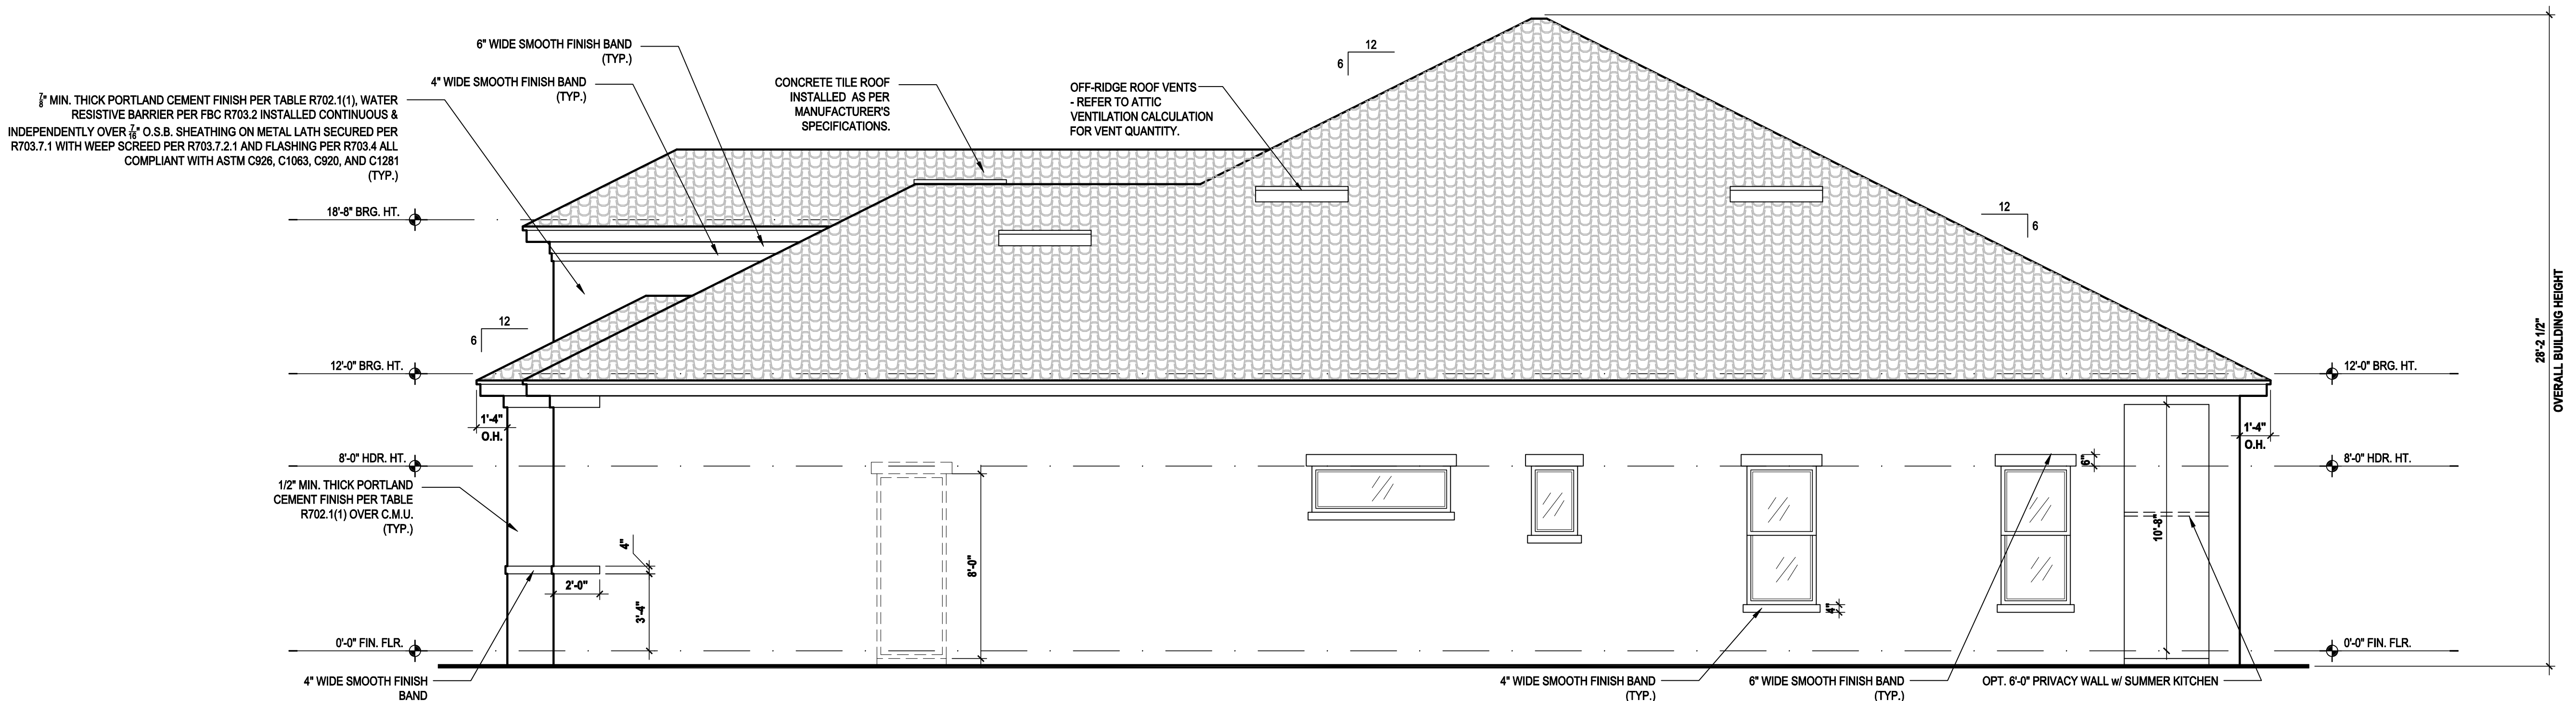 6" WIDE SMOOTH FINISH BAND
(TYP.)
4" WIDE SMOOTH FINISH BAND
(TYP.)
7/8" MIN. THICK PORTLAND CEMENT FINISH PER TABLE R702.1(1), WATER
RESISTIVE BARRIER PER FBC R703.2 INSTALLED CONTINUOUS &
INDEPENDENTLY OVER 7/16" O.S.B. SHEATHING ON METAL LATH SECURED PER
R703.7.1 WITH WEEP SCREED PER R703.7.2.1 AND FLASHING PER R703.4 ALL
COMPLIANT WITH ASTM C926, C1063, C920, AND C1281
(TYP.)
CONCRETE TILE ROOF
INSTALLED AS PER
MANUFACTURER'S
SPECIFICATIONS.
OFF-RIDGE ROOF VENTS
- REFER TO ATTIC
VENTILATION CALCULATION
FOR VENT QUANTITY.
12
6
12
6
12
6
18'-8" BRG. HT.
12'-0" BRG. HT.
12'-0" BRG. HT.
28'-2 1/2"
OVERALL BUILDING HEIGHT
1'-4"
O.H.
1'-4"
O.H.
8'-0" HDR. HT.
8'-0" HDR. HT.
6"
1/2" MIN. THICK PORTLAND
CEMENT FINISH PER TABLE
R702.1(1) OVER C.M.U.
(TYP.)
4"
2'-0"
3'-4"
8'-0"
10'-8"
4"
0'-0" FIN. FLR.
0'-0" FIN. FLR.
4" WIDE SMOOTH FINISH
BAND
4" WIDE SMOOTH FINISH BAND
(TYP.)
6" WIDE SMOOTH FINISH BAND
(TYP.)
OPT. 6'-0" PRIVACY WALL w/ SUMMER KITCHEN